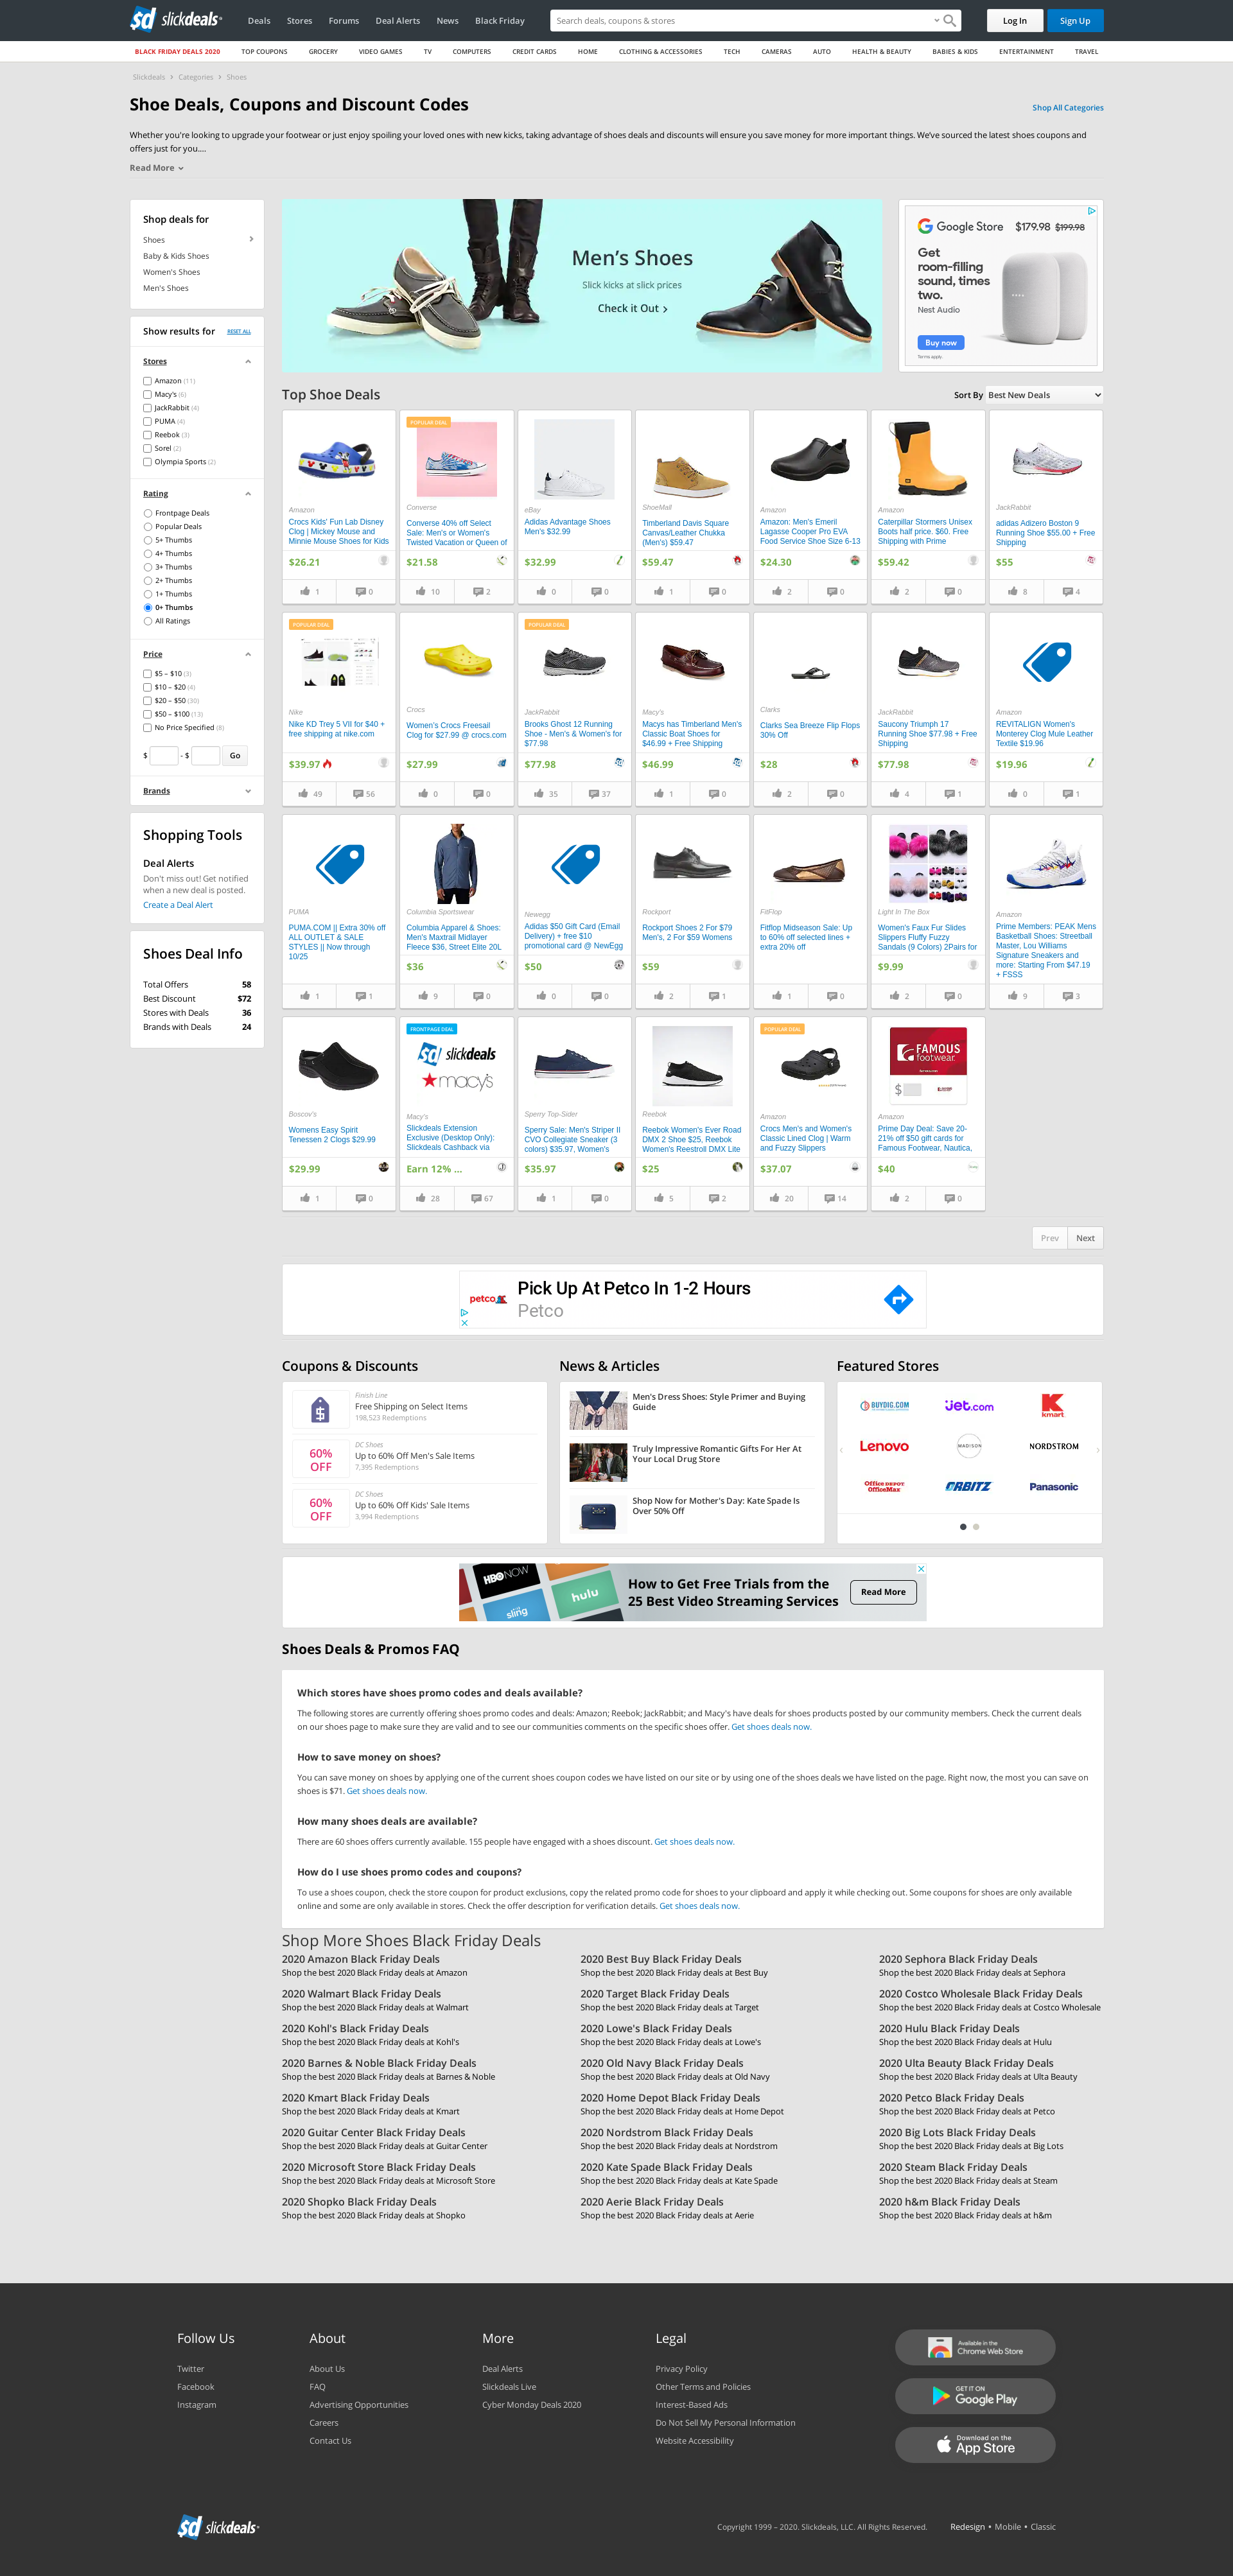 slickdeals
Deals Stores Forums Deal Alerts News Black Friday
Search deals, coupons & stores
Log In Sign Up
BLACK FRIDAY DEALS 2020 TOP COUPONS GROCERY VIDEO GAMES TV COMPUTERS CREDIT CARDS HOME CLOTHING & ACCESSORIES TECH CAMERAS AUTO HEALTH & BEAUTY BABIES & KIDS ENTERTAINMENT TRAVEL
Slickdeals > Categories > Shoes
Shoe Deals, Coupons and Discount Codes
Shop All Categories
Whether you're looking to upgrade your footwear or just enjoy spoiling your loved ones with new kicks, taking advantage of shoes deals and discounts will ensure you save money for more important things. We've sourced the latest shoes coupons and
offers just for you....
Read More
Shop deals for
Shoes
Baby & Kids Shoes
Women's Shoes
Men's Shoes
Show results for RESET ALL
Stores
Amazon (11)
Macy's (6)
JackRabbit (4)
PUMA (4)
Reebok (3)
Sorel (2)
Olympia Sports (2)
Rating
Frontpage Deals
Popular Deals
5+ Thumbs
4+ Thumbs
3+ Thumbs
2+ Thumbs
1+ Thumbs
0+ Thumbs
All Ratings
Price
$5 – $10 (3)
$10 – $20 (4)
$20 – $50 (30)
$50 – $100 (13)
No Price Specified (8)
$ - $ Go
Brands
Shopping Tools
Deal Alerts
Don't miss out! Get notified
when a new deal is posted.
Create a Deal Alert
Shoes Deal Info
Total Offers 58
Best Discount $72
Stores with Deals 36
Brands with Deals 24
Men's Shoes
Slick kicks at slick prices
Check it Out >
Google Store $179.98 $199.98
Get
room-filling
sound, times
two.
Nest Audio
Buy now
Terms apply.
Top Shoe Deals
Sort By Best New Deals
Amazon
Crocs Kids' Fun Lab Disney
Clog | Mickey Mouse and
Minnie Mouse Shoes for Kids
$26.21
1 0
POPULAR DEAL
Converse
Converse 40% off Select
Sale: Men's or Women's
Twisted Vacation or Queen of
$21.58
10 2
eBay
Adidas Advantage Shoes
Men's $32.99
$32.99
0 0
ShoeMall
Timberland Davis Square
Canvas/Leather Chukka
(Men's) $59.47
$59.47
1 0
Amazon
Amazon: Men's Emeril
Lagasse Cooper Pro EVA
Food Service Shoe Size 6-13
$24.30
2 0
Amazon
Caterpillar Stormers Unisex
Boots half price. $60. Free
Shipping with Prime
$59.42
2 0
JackRabbit
adidas Adizero Boston 9
Running Shoe $55.00 + Free
Shipping
$55
8 4
POPULAR DEAL
Nike
Nike KD Trey 5 VII for $40 +
free shipping at nike.com
$39.97
49 56
Crocs
Women's Crocs Freesail
Clog for $27.99 @ crocs.com
$27.99
0 0
POPULAR DEAL
JackRabbit
Brooks Ghost 12 Running
Shoe - Men's & Women's for
$77.98
$77.98
35 37
Macy's
Macys has Timberland Men's
Classic Boat Shoes for
$46.99 + Free Shipping
$46.99
1 0
Clarks
Clarks Sea Breeze Flip Flops
30% Off
$28
2 0
JackRabbit
Saucony Triumph 17
Running Shoe $77.98 + Free
Shipping
$77.98
4 1
Amazon
REVITALIGN Women's
Monterey Clog Mule Leather
Textile $19.96
$19.96
0 1
PUMA
PUMA.COM || Extra 30% off
ALL OUTLET & SALE
STYLES || Now through
10/25
1 1
Columbia Sportswear
Columbia Apparel & Shoes:
Men's Maxtrail Midlayer
Fleece $36, Street Elite 20L
$36
9 0
Newegg
Adidas $50 Gift Card (Email
Delivery) + free $10
promotional card @ NewEgg
$50
0 0
Rockport
Rockport Shoes 2 For $79
Men's, 2 For $59 Womens
$59
2 1
FitFlop
Fitflop Midseason Sale: Up
to 60% off selected lines +
extra 20% off
1 0
Light In The Box
Women's Faux Fur Slides
Slippers Fluffy Fuzzy
Sandals (9 Colors) 2Pairs for
$9.99
2 0
Amazon
Prime Members: PEAK Mens
Basketball Shoes: Streetball
Master, Lou Williams
Signature Sneakers and
more: Starting From $47.19
+ FSSS
9 3
Boscov's
Womens Easy Spirit
Tenessen 2 Clogs $29.99
$29.99
1 0
FRONTPAGE DEAL
slickdeals
macy's
Macy's
Slickdeals Extension
Exclusive (Desktop Only):
Slickdeals Cashback via
Earn 12% ...
28 67
Sperry Top-Sider
Sperry Sale: Men's Striper II
CVO Collegiate Sneaker (3
colors) $35.97, Women's
$35.97
1 0
Reebok
Reebok Women's Ever Road
DMX 2 Shoe $25, Reebok
Women's Reestroll DMX Lite
$25
5 2
POPULAR DEAL
Amazon
Crocs Men's and Women's
Classic Lined Clog | Warm
and Fuzzy Slippers
$37.07
20 14
FAMOUS
footwear.
$
Amazon
Prime Day Deal: Save 20-
21% off $50 gift cards for
Famous Footwear, Nautica,
$40
2 0
Prev Next
petco
Pick Up At Petco In 1-2 Hours
Petco
Coupons & Discounts
Finish Line
Free Shipping on Select Items
198,523 Redemptions
60%
OFF
DC Shoes
Up to 60% Off Men's Sale Items
7,395 Redemptions
60%
OFF
DC Shoes
Up to 60% Off Kids' Sale Items
3,994 Redemptions
News & Articles
Men's Dress Shoes: Style Primer and Buying
Guide
Truly Impressive Romantic Gifts For Her At
Your Local Drug Store
Shop Now for Mother's Day: Kate Spade Is
Over 50% Off
Featured Stores
BUYDIG.COM jet.com kmart
Lenovo MADISON NORDSTROM
Office DEPOT
OfficeMax ORBITZ Panasonic
HBO NOW
sling
hulu
How to Get Free Trials from the
25 Best Video Streaming Services
Read More
Shoes Deals & Promos FAQ
Which stores have shoes promo codes and deals available?
The following stores are currently offering shoes promo codes and deals: Amazon; Reebok; JackRabbit; and Macy's have deals for shoes products posted by our community members. Check the current deals
on our shoes page to make sure they are valid and to see our communities comments on the specific shoes offer. Get shoes deals now.
How to save money on shoes?
You can save money on shoes by applying one of the current shoes coupon codes we have listed on our site or by using one of the shoes deals we have listed on the page. Right now, the most you can save on
shoes is $71. Get shoes deals now.
How many shoes deals are available?
There are 60 shoes offers currently available. 155 people have engaged with a shoes discount. Get shoes deals now.
How do I use shoes promo codes and coupons?
To use a shoes coupon, check the store coupon for product exclusions, copy the related promo code for shoes to your clipboard and apply it while checking out. Some coupons for shoes are only available
online and some are only available in stores. Check the offer description for verification details. Get shoes deals now.
Shop More Shoes Black Friday Deals
2020 Amazon Black Friday Deals
Shop the best 2020 Black Friday deals at Amazon
2020 Best Buy Black Friday Deals
Shop the best 2020 Black Friday deals at Best Buy
2020 Sephora Black Friday Deals
Shop the best 2020 Black Friday deals at Sephora
2020 Walmart Black Friday Deals
Shop the best 2020 Black Friday deals at Walmart
2020 Target Black Friday Deals
Shop the best 2020 Black Friday deals at Target
2020 Costco Wholesale Black Friday Deals
Shop the best 2020 Black Friday deals at Costco Wholesale
2020 Kohl's Black Friday Deals
Shop the best 2020 Black Friday deals at Kohl's
2020 Lowe's Black Friday Deals
Shop the best 2020 Black Friday deals at Lowe's
2020 Hulu Black Friday Deals
Shop the best 2020 Black Friday deals at Hulu
2020 Barnes & Noble Black Friday Deals
Shop the best 2020 Black Friday deals at Barnes & Noble
2020 Old Navy Black Friday Deals
Shop the best 2020 Black Friday deals at Old Navy
2020 Ulta Beauty Black Friday Deals
Shop the best 2020 Black Friday deals at Ulta Beauty
2020 Kmart Black Friday Deals
Shop the best 2020 Black Friday deals at Kmart
2020 Home Depot Black Friday Deals
Shop the best 2020 Black Friday deals at Home Depot
2020 Petco Black Friday Deals
Shop the best 2020 Black Friday deals at Petco
2020 Guitar Center Black Friday Deals
Shop the best 2020 Black Friday deals at Guitar Center
2020 Nordstrom Black Friday Deals
Shop the best 2020 Black Friday deals at Nordstrom
2020 Big Lots Black Friday Deals
Shop the best 2020 Black Friday deals at Big Lots
2020 Microsoft Store Black Friday Deals
Shop the best 2020 Black Friday deals at Microsoft Store
2020 Kate Spade Black Friday Deals
Shop the best 2020 Black Friday deals at Kate Spade
2020 Steam Black Friday Deals
Shop the best 2020 Black Friday deals at Steam
2020 Shopko Black Friday Deals
Shop the best 2020 Black Friday deals at Shopko
2020 Aerie Black Friday Deals
Shop the best 2020 Black Friday deals at Aerie
2020 h&m Black Friday Deals
Shop the best 2020 Black Friday deals at h&m
Follow Us
Twitter
Facebook
Instagram
About
About Us
FAQ
Advertising Opportunities
Careers
Contact Us
More
Deal Alerts
Slickdeals Live
Cyber Monday Deals 2020
Legal
Privacy Policy
Other Terms and Policies
Interest-Based Ads
Do Not Sell My Personal Information
Website Accessibility
Available in the
Chrome Web Store
GET IT ON
Google Play
Download on the
App Store
slickdeals
Copyright 1999 – 2020. Slickdeals, LLC. All Rights Reserved. Redesign • Mobile • Classic